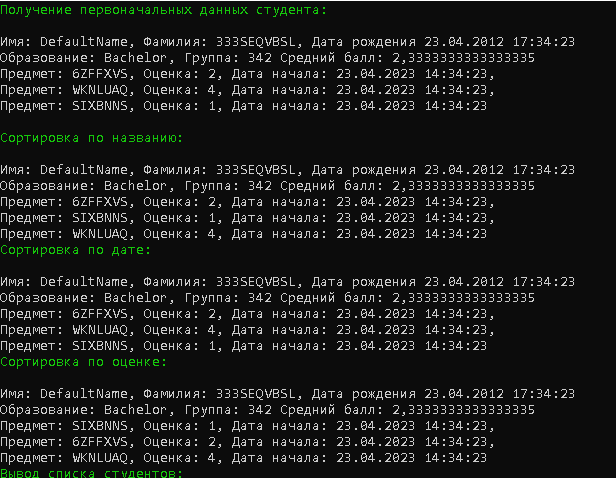 Получение первоначальных данных студента:
Имя: DefaultName, Фамилия: 333SEQVBSL, Дата рождения 23.04.2012 17:34:23
Образование: Bachelor, Группа: 342 Средний балл: 2,3333333333333335
Предмет: 6ZFFXVS, Оценка: 2, Дата начала: 23.04.2023 14:34:23,
Предмет: WKNLUAQ, Оценка: 4, Дата начала: 23.04.2023 14:34:23,
Предмет: SIXBNNS, Оценка: 1, Дата начала: 23.04.2023 14:34:23
Сортировка по названию:
Имя: DefaultName, Фамилия: 333SEQVBSL, Дата рождения 23.04.2012 17:34:23
Образование: Bachelor, Группа: 342 Средний балл: 2,3333333333333335
Предмет: 6ZFFXVS, Оценка: 2, Дата начала: 23.04.2023 14:34:23,
Предмет: SIXBNNS, Оценка: 1, Дата начала: 23.04.2023 14:34:23,
Предмет: WKNLUAQ, Оценка: 4, Дата начала: 23.04.2023 14:34:23
Сортировка по дате:
Имя: DefaultName, Фамилия: 333SEQVBSL, Дата рождения 23.04.2012 17:34:23
Образование: Bachelor, Группа: 342 Средний балл: 2,3333333333333335
Предмет: 6ZFFXVS, Оценка: 2, Дата начала: 23.04.2023 14:34:23,
Предмет: WKNLUAQ, Оценка: 4, Дата начала: 23.04.2023 14:34:23,
Предмет: SIXBNNS, Оценка: 1, Дата начала: 23.04.2023 14:34:23
Сортировка по оценке:
Имя: DefaultName, Фамилия: 333SEQVBSL, Дата рождения 23.04.2012 17:34:23
Образование: Bachelor, Группа: 342 Средний балл: 2,3333333333333335
Предмет: SIXBNNS, Оценка: 1, Дата начала: 23.04.2023 14:34:23,
Предмет: 6ZFFXVS, Оценка: 2, Дата начала: 23.04.2023 14:34:23,
Предмет: WKNLUAQ, Оценка: 4, Дата начала: 23.04.2023 14:34:23
Вывод списка студентов: